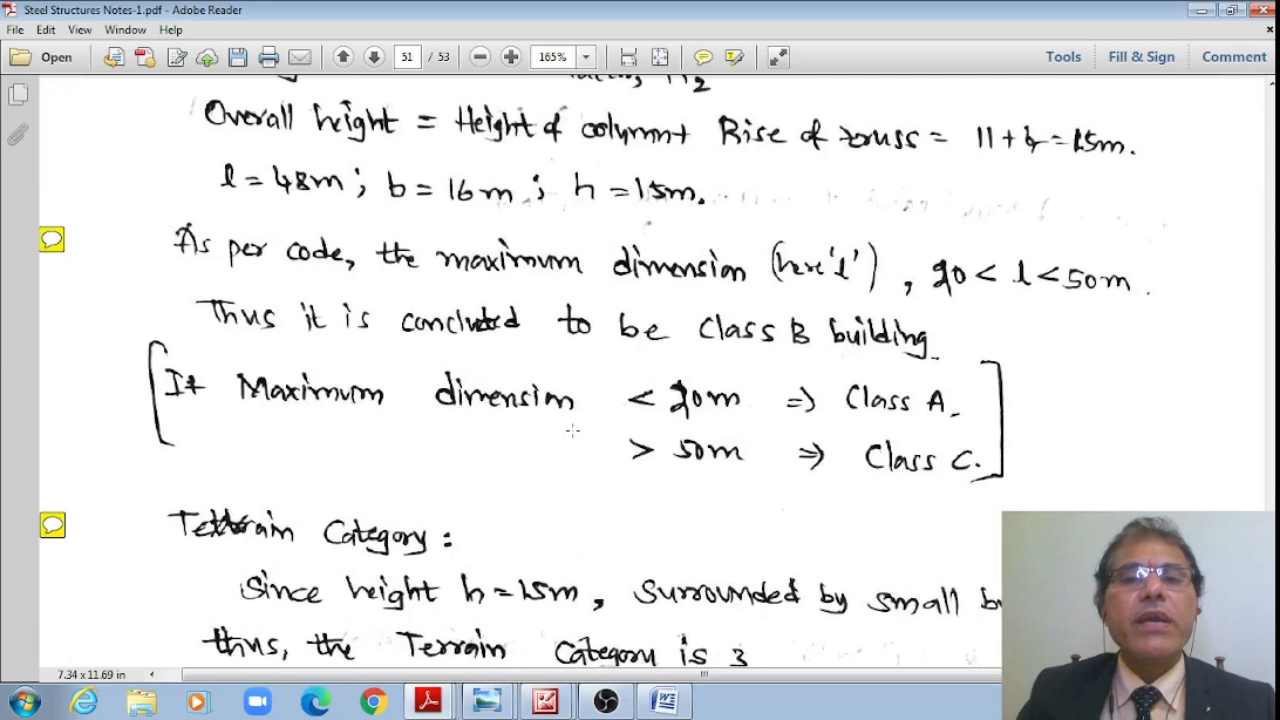 Steel Structures Notes-1.pdf - Adobe Reader
File Edit View Window Help
Open 51 / 53 165% Tools Fill & Sign Comment
Overall height = Height of column + Rise of truss = 11 + 4 = 15m.
l = 48m ; b = 16m ; h = 15m.
As per code, the maximum dimension (here 'l') , 20 < l < 50m.
Thus it is concluded to be Class B building.
If Maximum dimension < 20m => Class A.
> 50m => Class C.
Terrain Category :
Since height h = 15m, Surrounded by small
thus, the Terrain Category is 3
7.34 x 11.69 in